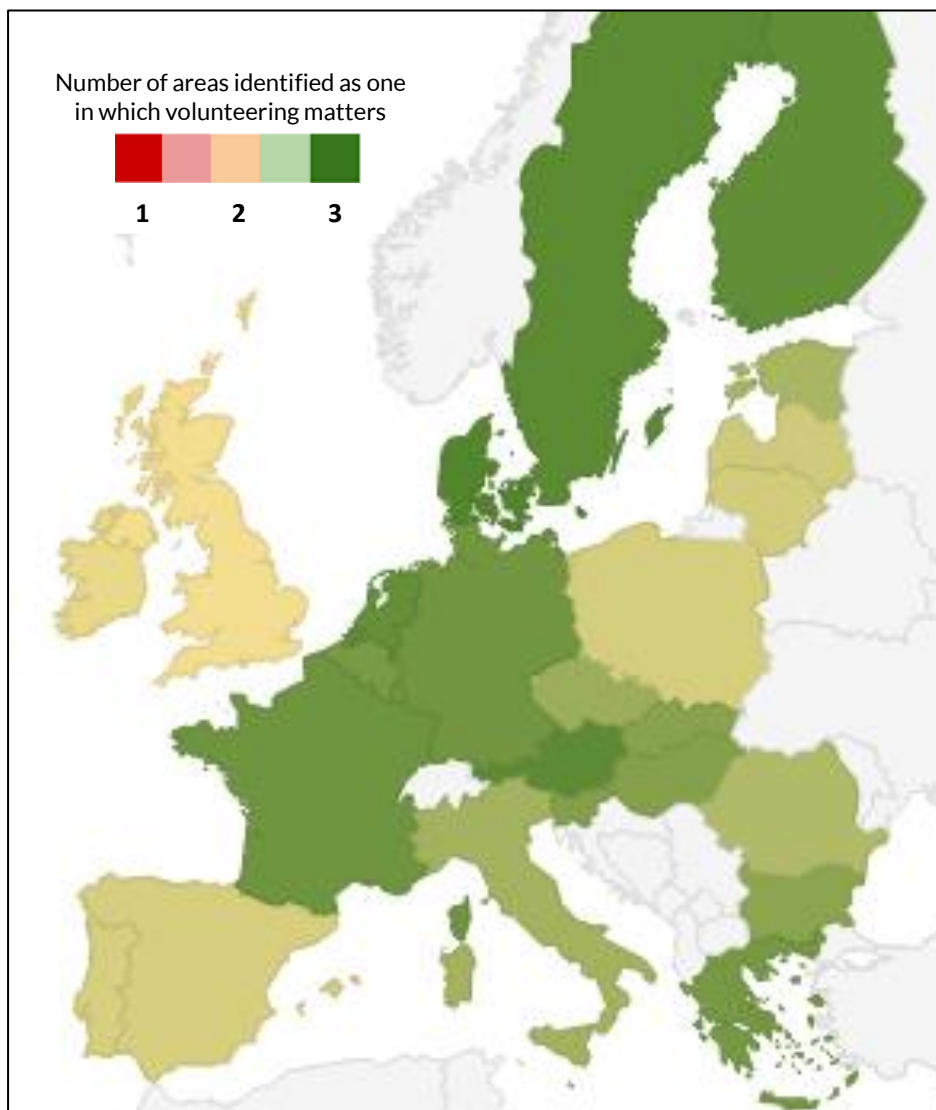 Number of areas identified as one
in which volunteering matters
1 2 3